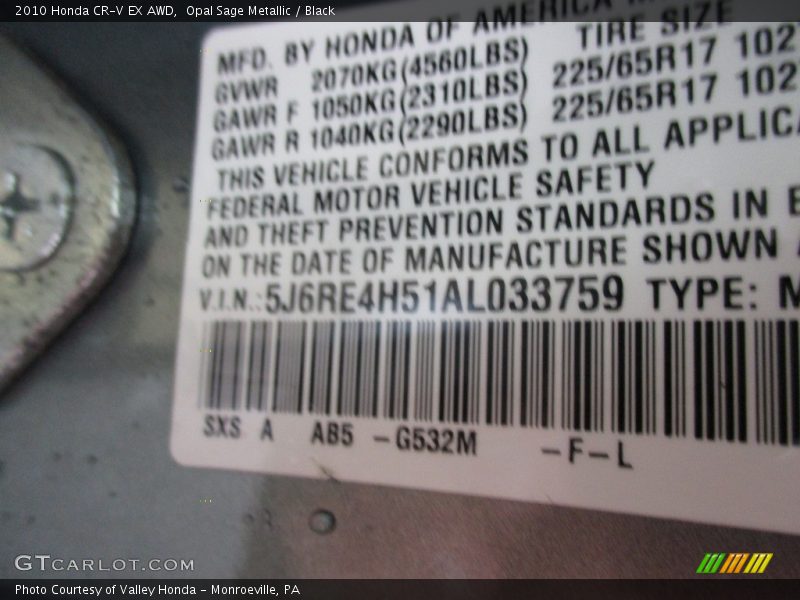 2010 Honda CR-V EX AWD,  Opal Sage Metallic / Black
MFD. BY HONDA OF AMERICA
TIRE SIZE
GVWR 2070KG(4560LBS)
GAWR F 1050KG(2310LBS) 225/65R17 102
GAWR R 1040KG(2290LBS) 225/65R17 102
THIS VEHICLE CONFORMS TO ALL APPLICA
FEDERAL MOTOR VEHICLE SAFETY
AND THEFT PREVENTION STANDARDS IN E
ON THE DATE OF MANUFACTURE SHOWN
V.I.N.:5J6RE4H51AL033759 TYPE: M
SXS A AB5 -G532M -F-L
GTCARLOT.COM
Photo Courtesy of Valley Honda - Monroeville, PA